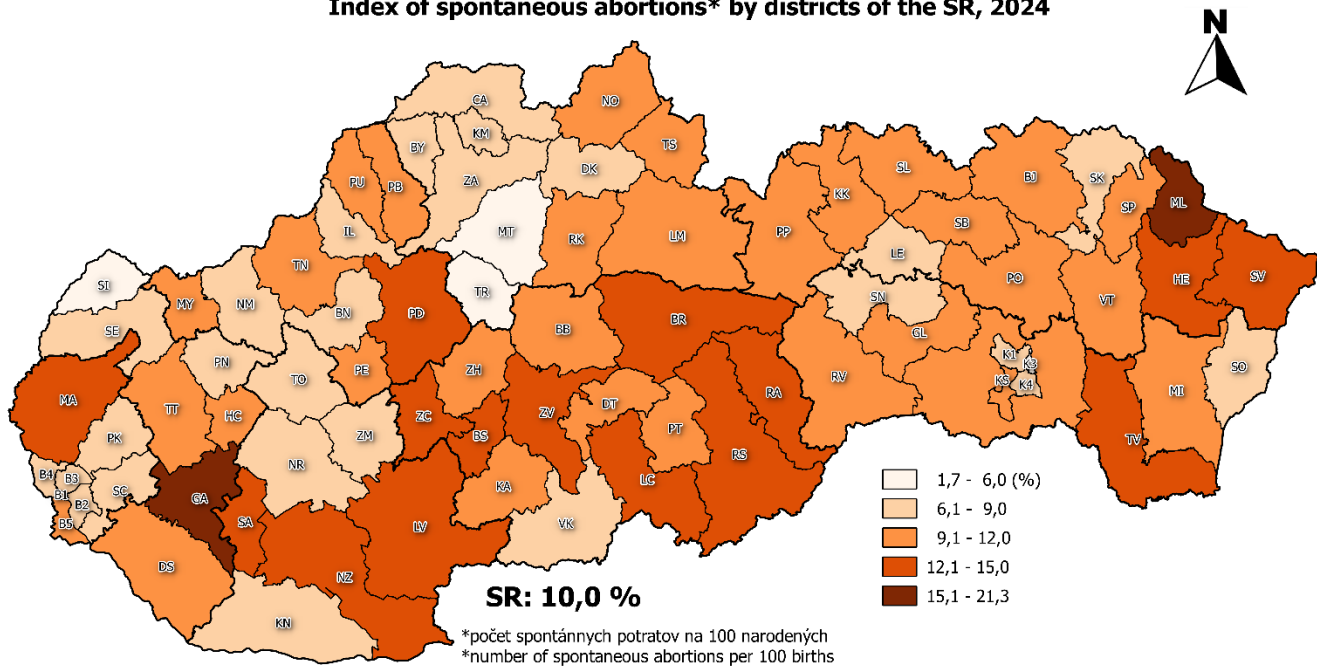 Index of spontaneous abortions* by districts of the SR, 2024
N
CA
NO
KM
TS
BY
DK
ZA
SL
BJ
SK
PU
PB
KK
SP
ML
IL
MT
RK
LM
PP
SB
LE
TN
PO
HE
SV
SI
MY
NM
TR
SN
VT
BN
PD
BR
BB
GL
SE
PN
TO
PE
ZH
K1
K3
SO
RV
K5
K4
MI
MA
TT
HC
ZC
ZV
DT
RA
PK
ZM
BS
PT
TV
NR
RS
B4
B3
B1
B2
SC
GA
KA
LC
B5
SA
LV
VK
DS
NZ
KN
1,7 - 6,0 (%)
6,1 - 9,0
9,1 - 12,0
12,1 - 15,0
15,1 - 21,3
SR: 10,0 %
*počet spontánnych potratov na 100 narodených
*number of spontaneous abortions per 100 births